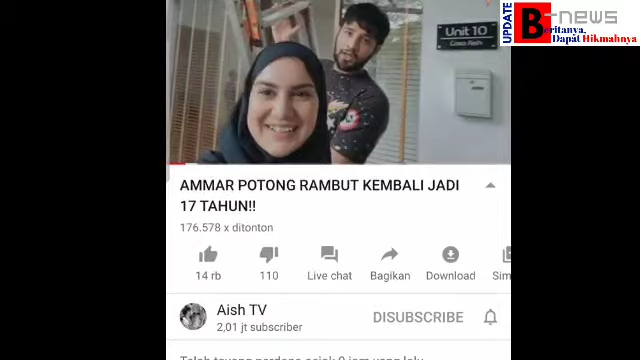 UPDATE
B-news
Beritanya,
Dapat Hikmahnya
Unit 10
AMMAR POTONG RAMBUT KEMBALI JADI
17 TAHUN!!
176.578 x ditonton
14 rb
110
Live chat
Bagikan
Download
Sim
Aish TV
DISUBSCRIBE
2,01 jt subscriber